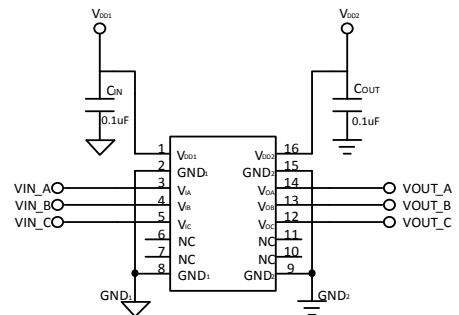 VDD1 VDD2
CIN COUT
0.1uF 0.1uF
1 VDD1 VDD2 16
2 GND1 GND2 15
VIN_A 3 VIA VOA 14 VOUT_A
VIN_B 4 VIB VOB 13 VOUT_B
VIN_C 5 VIC VOC 12 VOUT_C
6 NC NC 11
7 NC NC 10
8 GND1 GND2 9
GND1 GND2